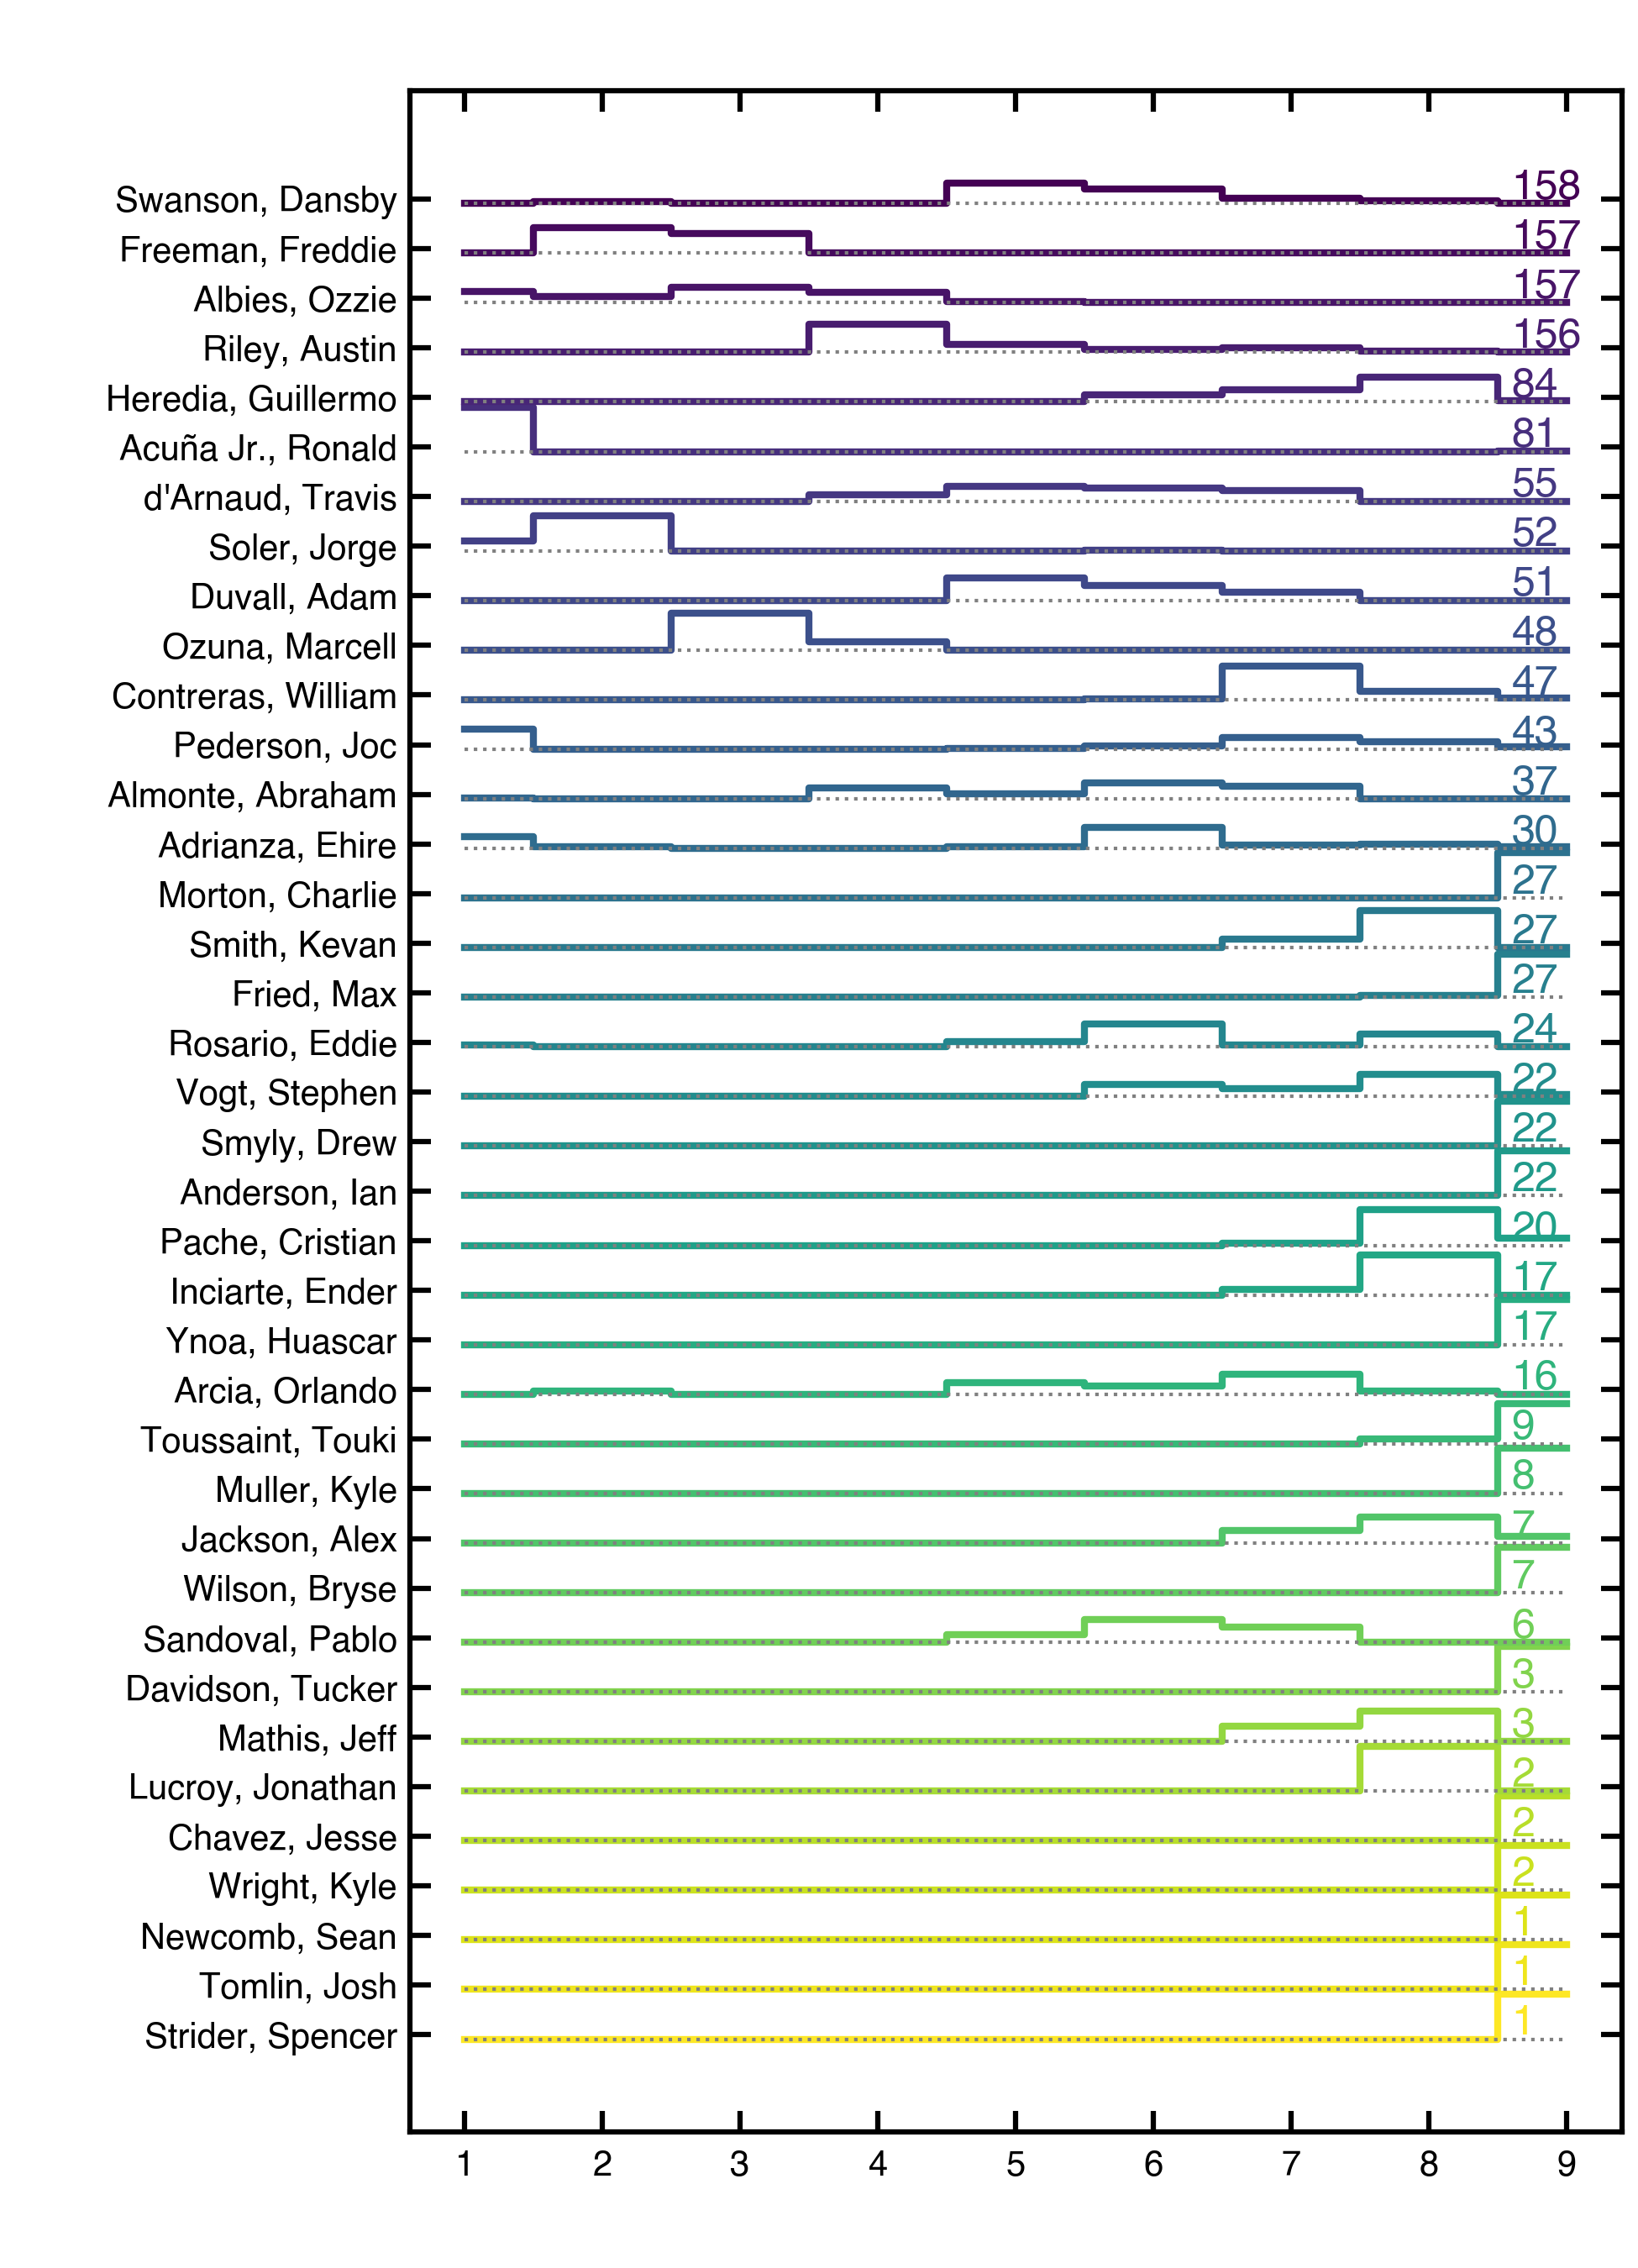 Swanson, Dansby 158
Freeman, Freddie 157
Albies, Ozzie 157
Riley, Austin 156
Heredia, Guillermo 84
Acuña Jr., Ronald 81
d'Arnaud, Travis 55
Soler, Jorge 52
Duvall, Adam 51
Ozuna, Marcell 48
Contreras, William 47
Pederson, Joc 43
Almonte, Abraham 37
Adrianza, Ehire 30
Morton, Charlie 27
Smith, Kevan 27
Fried, Max 27
Rosario, Eddie 24
Vogt, Stephen 22
Smyly, Drew 22
Anderson, Ian 22
Pache, Cristian 20
Inciarte, Ender 17
Ynoa, Huascar 17
Arcia, Orlando 16
Toussaint, Touki 9
Muller, Kyle 8
Jackson, Alex 7
Wilson, Bryse 7
Sandoval, Pablo 6
Davidson, Tucker 3
Mathis, Jeff 3
Lucroy, Jonathan 2
Chavez, Jesse 2
Wright, Kyle 2
Newcomb, Sean 1
Tomlin, Josh 1
Strider, Spencer 1
1 2 3 4 5 6 7 8 9